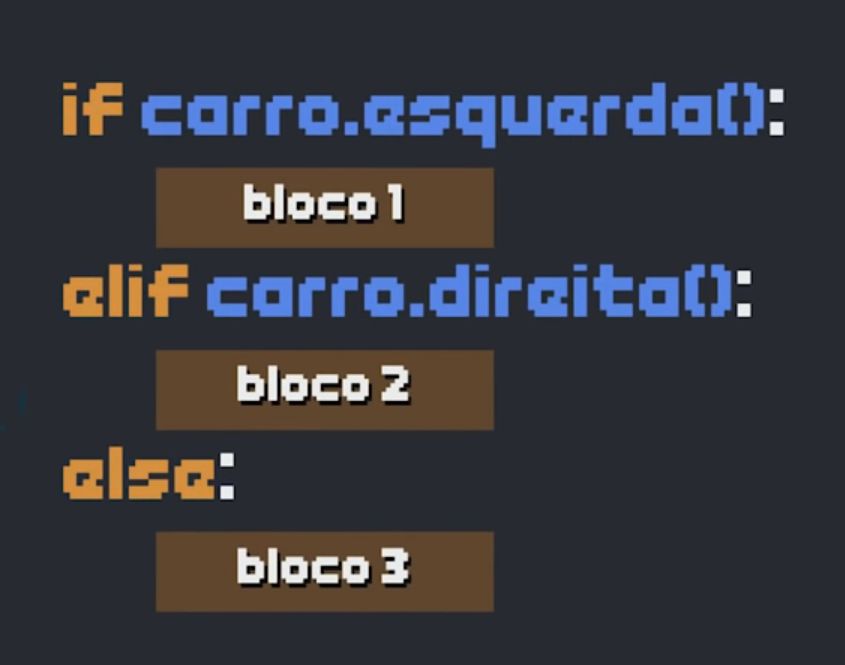 if carro.esquerda():
bloco 1
elif carro.direita():
bloco 2
else:
bloco 3